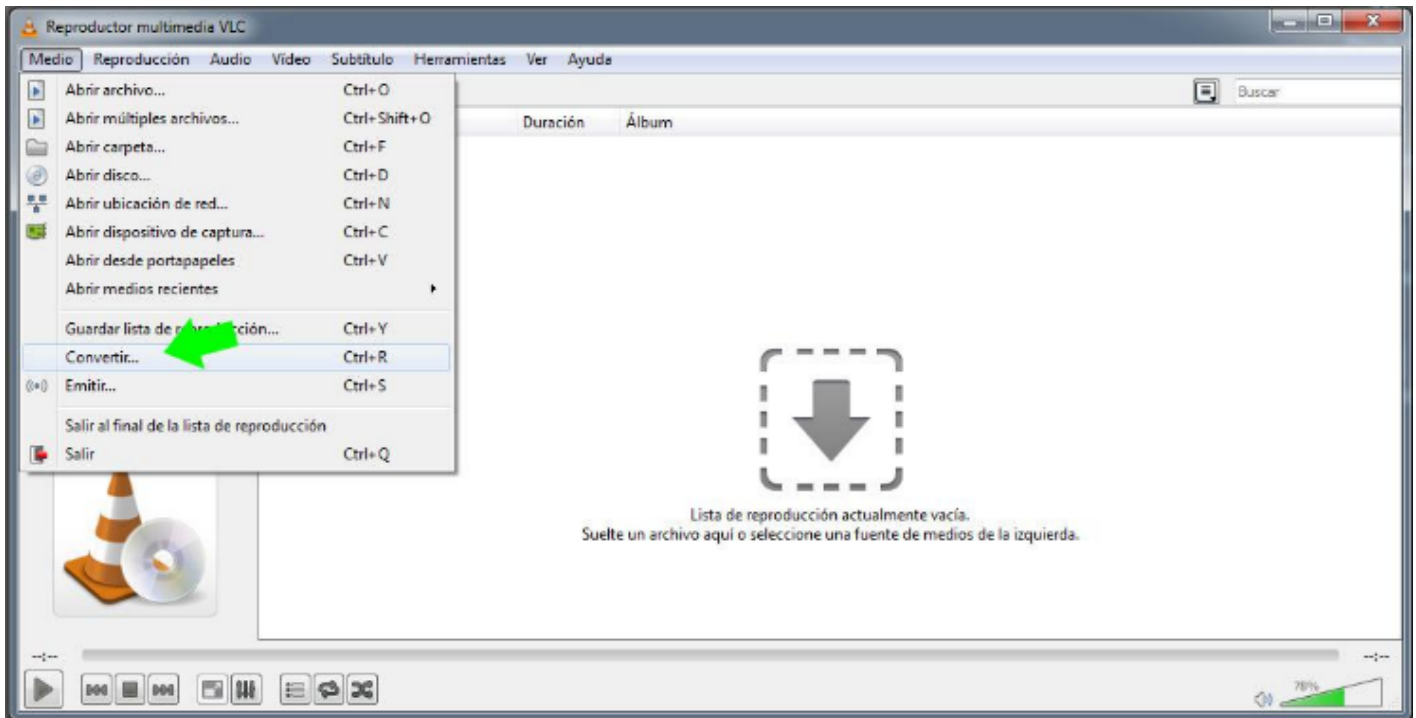 Reproductor multimedia VLC
Medio Reproducción Audio Vídeo Subtítulo Herramientas Ver Ayuda
Abrir archivo... Ctrl+O
Buscar
Abrir múltiples archivos... Ctrl+Shift+O
Duración Álbum
Abrir carpeta... Ctrl+F
Abrir disco... Ctrl+D
Abrir ubicación de red... Ctrl+N
Abrir dispositivo de captura... Ctrl+C
Abrir desde portapapeles Ctrl+V
Abrir medios recientes
Guardar lista de reproducción... Ctrl+Y
Convertir... Ctrl+R
Emitir... Ctrl+S
Salir al final de la lista de reproducción
Salir Ctrl+Q
Lista de reproducción actualmente vacía.
Suelte un archivo aquí o seleccione una fuente de medios de la izquierda.
--:-- --:--
78%